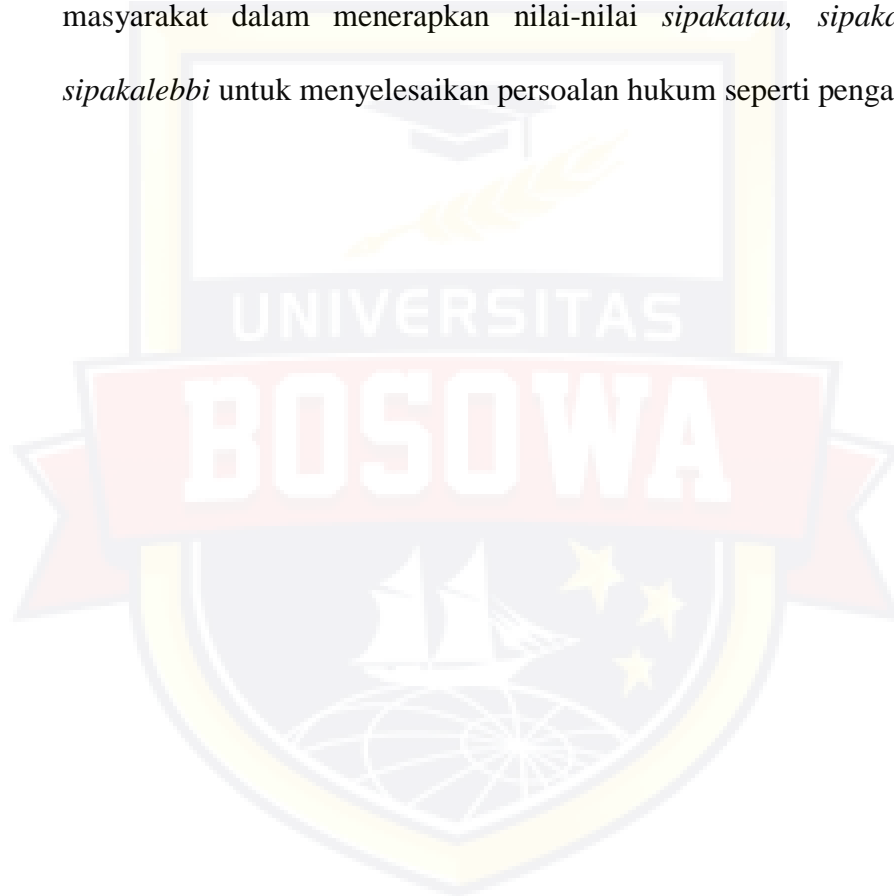 masyarakat dalam menerapkan nilai-nilai sipakatau,
sipakalebbi untuk menyelesaikan persoalan hukum seperti
UNIVERSITAS
BOSOWA